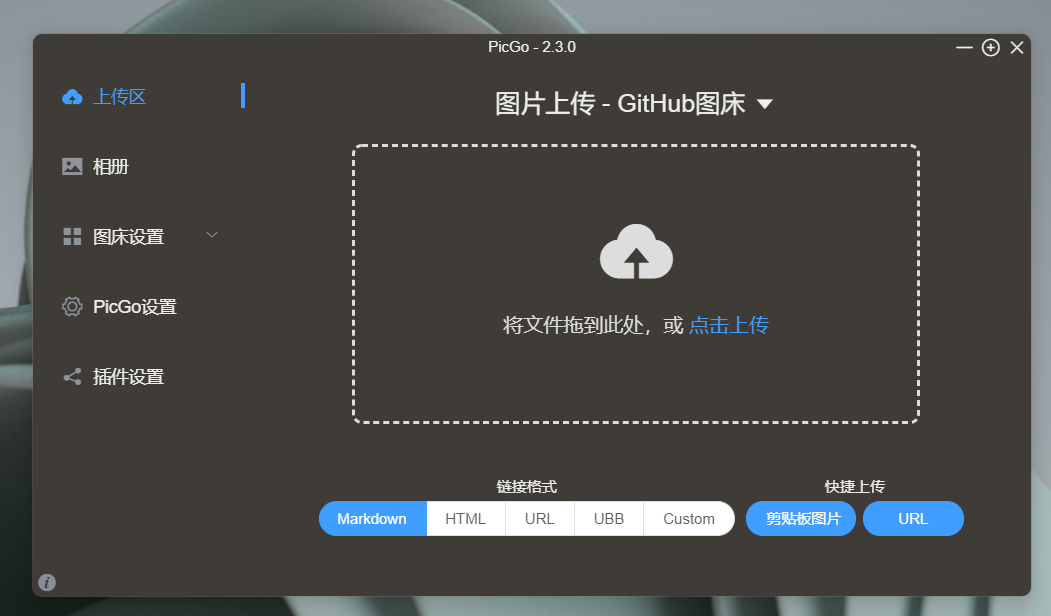 PicGo - 2.3.0
上传区
相册
图床设置
PicGo设置
插件设置
图片上传 - GitHub图床
将文件拖到此处，或 点击上传
链接格式
Markdown HTML URL UBB Custom
快捷上传
剪贴板图片 URL
i